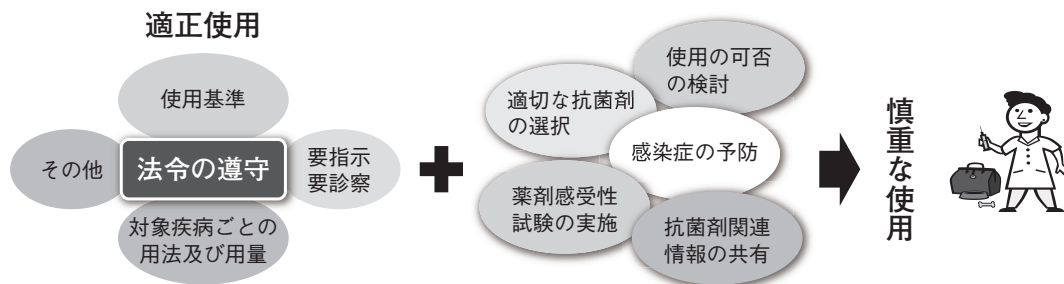 適正使用
使用基準
その他
法令の遵守
要指示
要診察
対象疾病ごとの
用法及び用量
使用の可否
の検討
適切な抗菌剤
の選択
感染症の予防
薬剤感受性
試験の実施
抗菌剤関連
情報の共有
慎重な使用